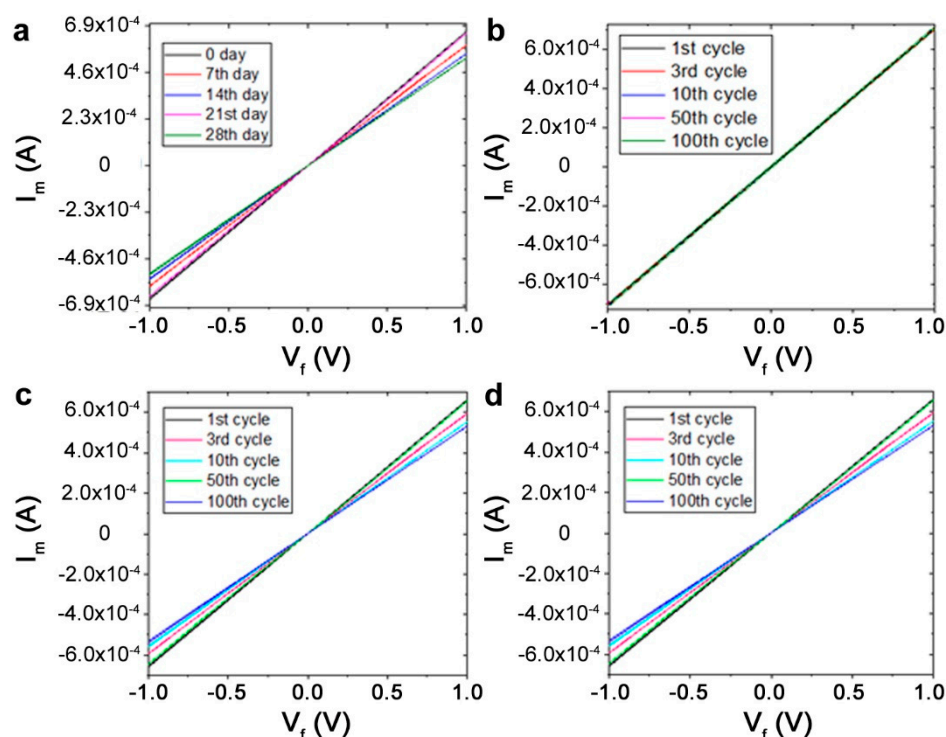 a
6.9x10⁻⁴
4.6x10⁻⁴
2.3x10⁻⁴
0
-2.3x10⁻⁴
-4.6x10⁻⁴
-6.9x10⁻⁴
I_m (A)
0 day
7th day
14th day
21st day
28th day
-1.0 -0.5 0.0 0.5 1.0
V_f (V)
b
6.0x10⁻⁴
4.0x10⁻⁴
2.0x10⁻⁴
0
-2.0x10⁻⁴
-4.0x10⁻⁴
-6.0x10⁻⁴
I_m (A)
1st cycle
3rd cycle
10th cycle
50th cycle
100th cycle
-1.0 -0.5 0.0 0.5 1.0
V_f (V)
c
6.0x10⁻⁴
4.0x10⁻⁴
2.0x10⁻⁴
0
-2.0x10⁻⁴
-4.0x10⁻⁴
-6.0x10⁻⁴
I_m (A)
1st cycle
3rd cycle
10th cycle
50th cycle
100th cycle
-1.0 -0.5 0.0 0.5 1.0
V_f (V)
d
6.0x10⁻⁴
4.0x10⁻⁴
2.0x10⁻⁴
0
-2.0x10⁻⁴
-4.0x10⁻⁴
-6.0x10⁻⁴
I_m (A)
1st cycle
3rd cycle
10th cycle
50th cycle
100th cycle
-1.0 -0.5 0.0 0.5 1.0
V_f (V)